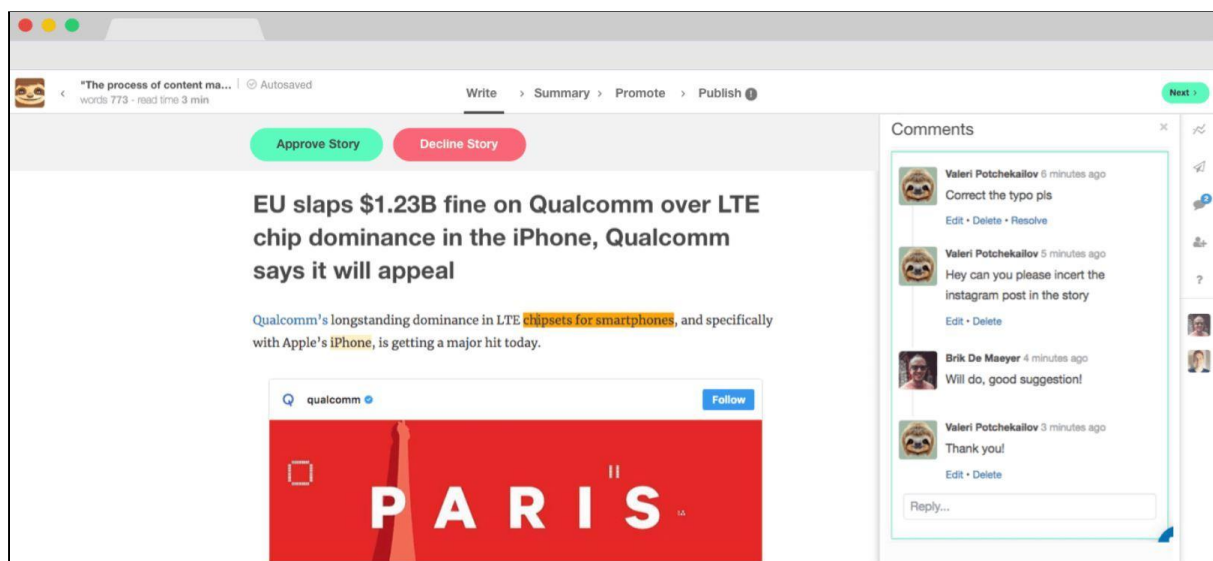 "The process of content ma... | Autosaved
words 773 - read time 3 min
Write > Summary > Promote > Publish !
Next >
Approve Story Decline Story
EU slaps $1.23B fine on Qualcomm over LTE
chip dominance in the iPhone, Qualcomm
says it will appeal
Qualcomm's longstanding dominance in LTE chipsets for smartphones, and specifically
with Apple's iPhone, is getting a major hit today.
qualcomm
Follow
PARIS
Comments ×
Valeri Potchekailov 6 minutes ago
Correct the typo pls
Edit • Delete • Resolve
Valeri Potchekailov 5 minutes ago
Hey can you please incert the
instagram post in the story
Edit • Delete
Brik De Maeyer 4 minutes ago
Will do, good suggestion!
Valeri Potchekailov 3 minutes ago
Thank you!
Edit • Delete
Reply...
2
?